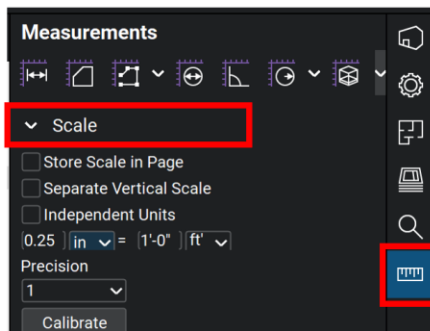 Measurements
Scale
Store Scale in Page
Separate Vertical Scale
Independent Units
0.25 in = 1'-0" ft'
Precision
1
Calibrate